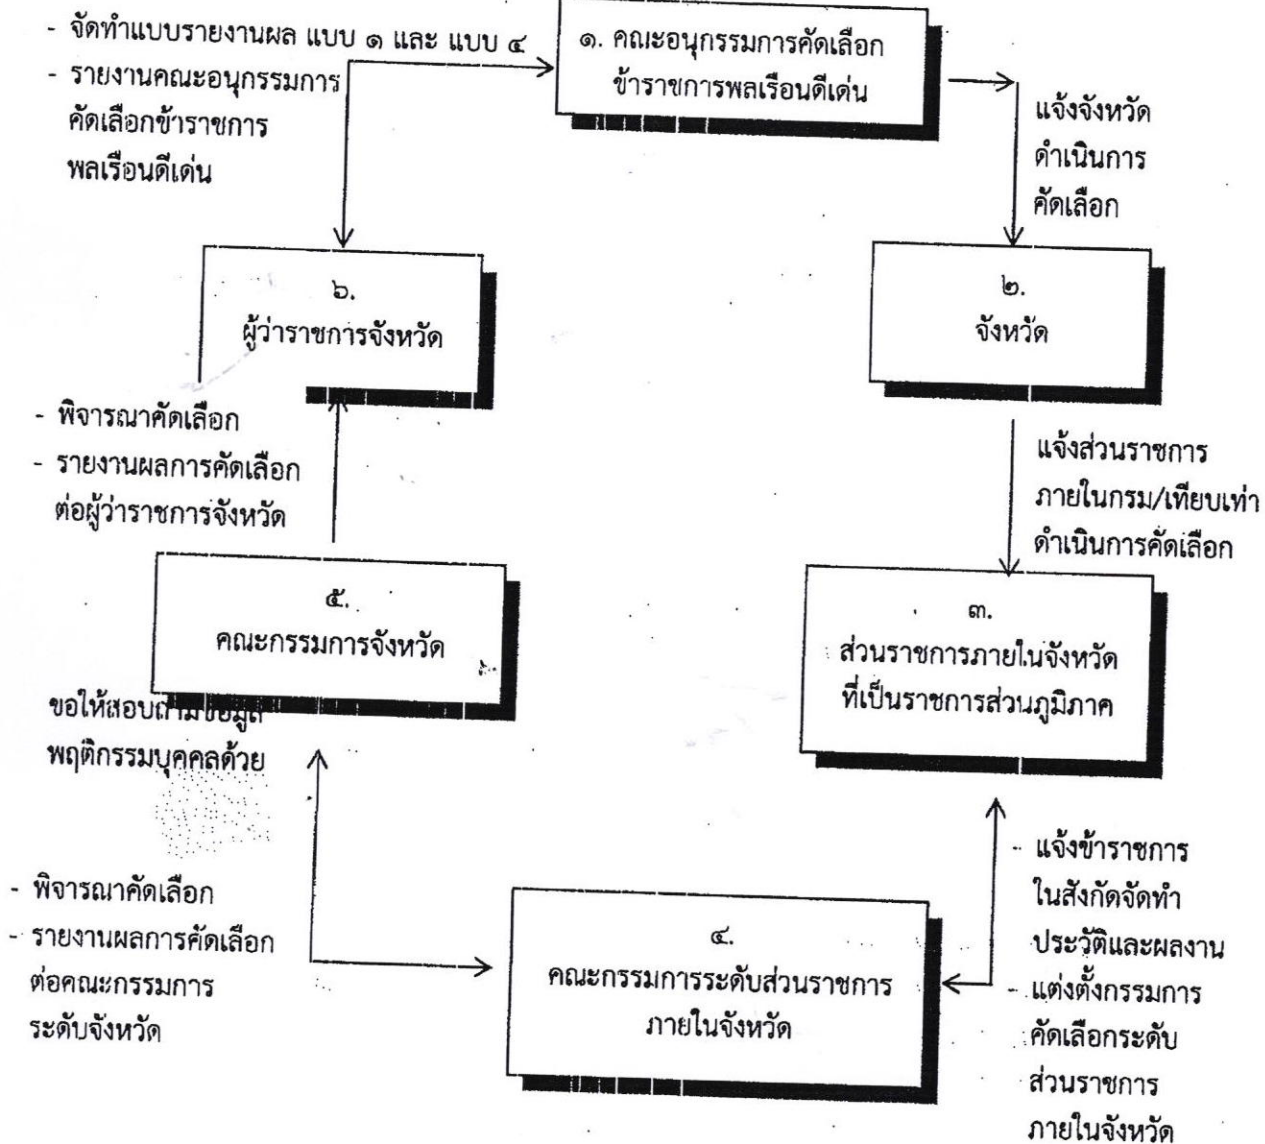 - จัดทำแบบรายงานผล แบบ ๑ และ แบบ ๔
- รายงานคณะอนุกรรมการ
คัดเลือกข้าราชการ
พลเรือนดีเด่น
๑. คณะอนุกรรมการคัดเลือก
ข้าราชการพลเรือนดีเด่น
แจ้งจังหวัด
ดำเนินการ
คัดเลือก
๖.
ผู้ว่าราชการจังหวัด
๒.
จังหวัด
- พิจารณาคัดเลือก
- รายงานผลการคัดเลือก
ต่อผู้ว่าราชการจังหวัด
แจ้งส่วนราชการ
ภายในกรม/เทียบเท่า
ดำเนินการคัดเลือก
๕.
คณะกรรมการจังหวัด
๓.
ส่วนราชการภายในจังหวัด
ที่เป็นราชการส่วนภูมิภาค
ขอให้สอบถามข้อมูล
พฤติกรรมบุคคลด้วย
- พิจารณาคัดเลือก
- รายงานผลการคัดเลือก
ต่อคณะกรรมการ
ระดับจังหวัด
๔.
คณะกรรมการระดับส่วนราชการ
ภายในจังหวัด
- แจ้งข้าราชการ
ในสังกัดจัดทำ
ประวัติและผลงาน
- แต่งตั้งกรรมการ
คัดเลือกระดับ
ส่วนราชการ
ภายในจังหวัด